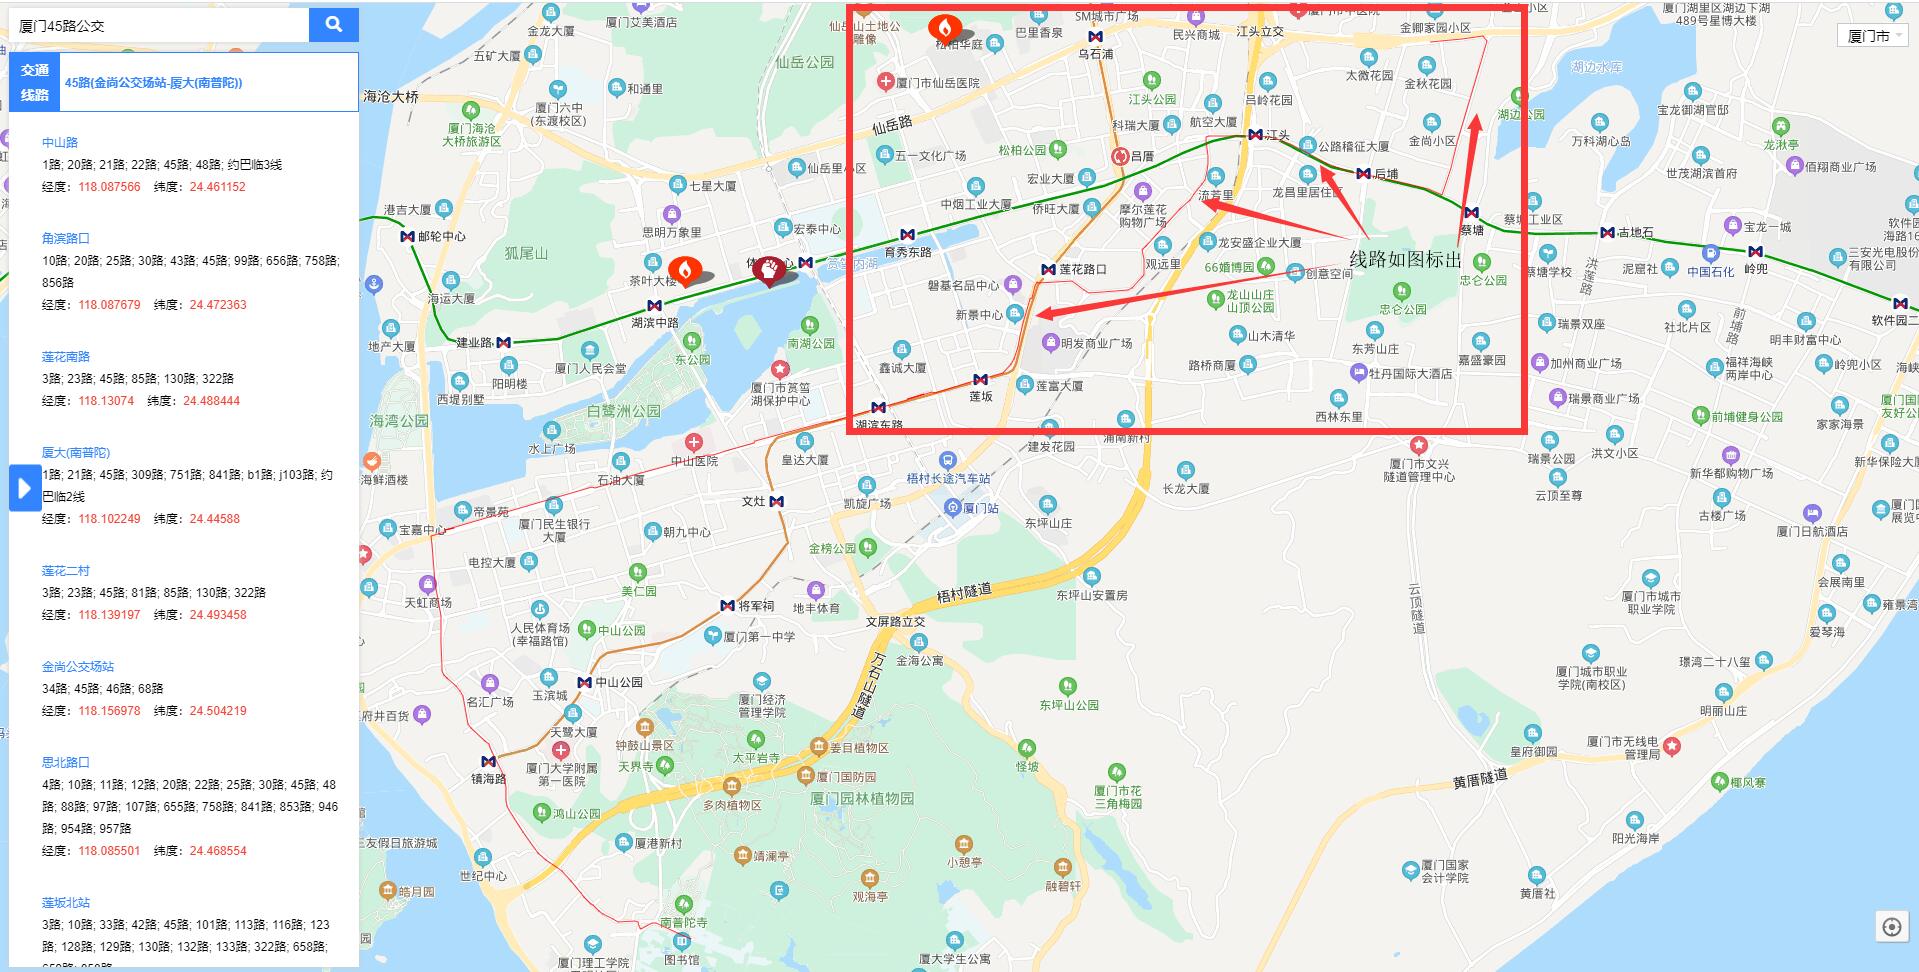 厦门45路公交
交通
线路
45路(金尚公交场站-厦大(南普陀))
中山路
1路; 20路; 21路; 22路; 45路; 48路; 约巴临3线
经度：118.087566 纬度：24.461152
角滨路口
10路; 20路; 25路; 30路; 43路; 45路; 99路; 656路; 758路;
856路
经度：118.087679 纬度：24.472363
莲花南路
3路; 23路; 45路; 85路; 130路; 322路
经度：118.13074 纬度：24.488444
厦大(南普陀)
1路; 21路; 45路; 309路; 751路; 841路; b1路; j103路; 约
巴临2线
经度：118.102249 纬度：24.44588
莲花二村
3路; 23路; 45路; 81路; 85路; 130路; 322路
经度：118.139197 纬度：24.493458
金尚公交场站
34路; 45路; 46路; 68路
经度：118.156978 纬度：24.504219
思北路口
4路; 10路; 11路; 12路; 20路; 22路; 25路; 30路; 45路; 48
路; 88路; 97路; 107路; 655路; 758路; 841路; 853路; 946
路; 954路; 957路
经度：118.085501 纬度：24.468554
莲坂北站
3路; 10路; 33路; 42路; 45路; 101路; 113路; 116路; 123
路; 128路; 129路; 130路; 132路; 133路; 322路; 658路;
厦门市
线路如图标出
金龙大厦
厦门艾美酒店
五矿大厦
仙岳公园
海沧大桥
厦门六中
(东渡校区)
和通里
厦门海沧
大桥旅游区
仙岳里小区
七星大厦
港吉大厦
邮轮中心
狐尾山
思明万象里
宏泰中心
茶叶大楼
海运大厦
湖滨中路
地产大厦
建业路
阳明楼
厦门人民会堂
东公园
南湖公园
西堤别墅
厦门市筼筜
湖保护中心
海湾公园
白鹭洲公园
水上广场
中山医院
皇达大厦
石油大厦
海鲜酒楼
帝景苑
宝嘉中心
厦门民生银行
大厦
朝九中心
文灶
电控大厦
天虹商场
美仁园
人民体育场
(幸福路馆)
中山公园
将军祠
厦门第一中学
地丰体育
金榜公园
凯旋广场
梧村长途汽车站
厦门站
东坪山庄
长龙大厦
梧村隧道
东坪山安置房
文屏路立交
金海公寓
万石山隧道
东坪山公园
名汇广场
玉滨城
中山公园
天鹭大厦
厦门经济
管理学院
钟鼓山景区
太平岩寺
姜目植物区
天界寺
厦门国防园
多肉植物区
厦门园林植物园
镇海路
厦门大学附属
第一医院
鸿山公园
厦港新村
靖澜亭
观海亭
小憩亭
融碧轩
怪坡
厦门市花
三角梅园
世纪中心
皓月园
南普陀寺
图书馆
厦门理工学院
厦大学生公寓
仙岳山土地公
雕像
松柏华庭
巴里香泉
SM城市广场
乌石浦
民兴商城
江头立交
金卿家小区
厦门市仙岳医院
仙岳路
江头公园
吕岭花园
太微花园
金秋花园
科瑞大厦
航空大厦
江头
公路稽征大厦
金尚小区
五一文化广场
松柏公园
吕厝
宏业大厦
流芳里
龙昌里居住区
后埔
中烟工业大厦
侨旺大厦
摩尔莲花
购物广场
育秀东路
筼筜内湖
观远里
龙安盛企业大厦
蔡塘
莲花路口
66婚博园
创意空间
忠仑公园
磐基名品中心
龙山山庄
山顶公园
忠仑公园
新景中心
明发商业广场
山木清华
东芳山庄
嘉盛豪园
鑫诚大厦
路桥商厦
牡丹国际大酒店
莲坂
莲富大厦
西林东里
湖滨东路
建发花园
浦南新村
厦门湖里区湖边下湖
489号星博大楼
湖边水库
湖边公园
宝龙湖御官邸
万科湖心岛
龙湫亭
佰翔商业广场
世茂湖滨首府
蔡塘工业区
宝龙一城
吉地石
中国石化
岭兜
三安光电股份
有限公司
蔡塘学校
泥窟社
洪莲路
软件园二
瑞景双座
社北片区
前埔路
明丰财富中心
加州商业广场
福祥海峡
两岸中心
岭兜小区
瑞景商业广场
前埔健身公园
家家海景
厦门市文兴
隧道管理中心
瑞景公园
洪文小区
新华都购物广场
新华保险大厦
云顶至尊
古楼广场
厦门日航酒店
云顶隧道
厦门市城市
职业学院
会展南里
爱琴海
厦门城市职业
学院(南校区)
璟湾二十八玺
明丽山庄
皇府御园
厦门市无线电
管理局
黄厝隧道
椰风寨
阳光海岸
厦门国家
会计学院
黄厝社